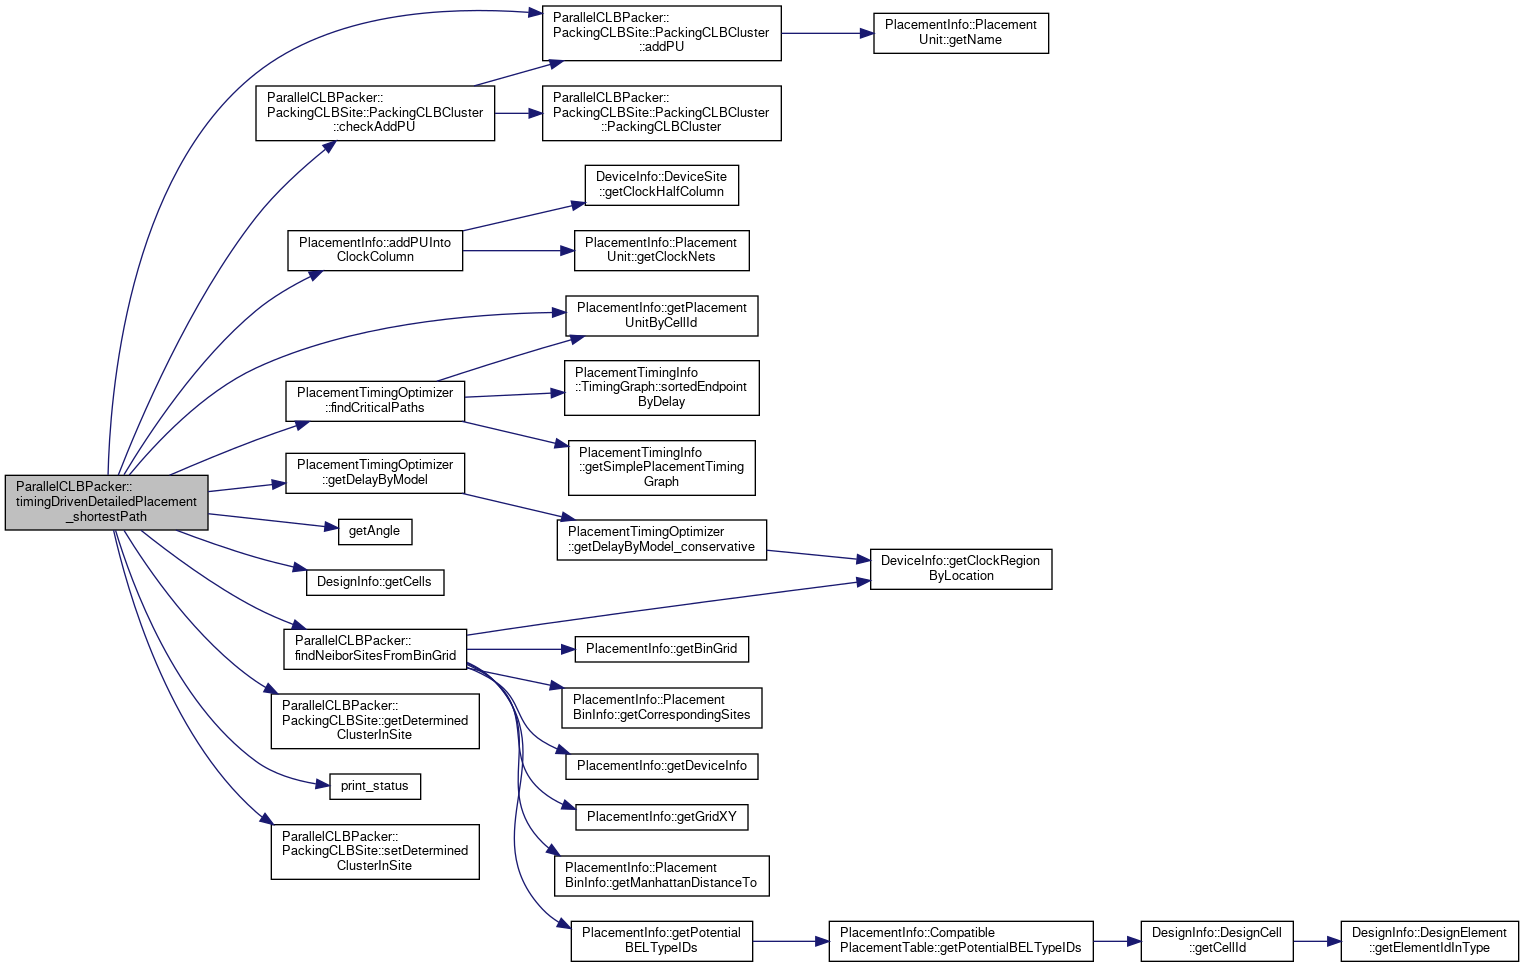 ParallelCLBPacker::
PackingCLBSite::PackingCLBCluster
::addPU
PlacementInfo::Placement
Unit::getName
ParallelCLBPacker::
PackingCLBSite::PackingCLBCluster
::checkAddPU
ParallelCLBPacker::
PackingCLBSite::PackingCLBCluster
::PackingCLBCluster
DeviceInfo::DeviceSite
::getClockHalfColumn
PlacementInfo::addPUInto
ClockColumn
PlacementInfo::Placement
Unit::getClockNets
PlacementInfo::getPlacement
UnitByCellId
PlacementTimingOptimizer
::findCriticalPaths
PlacementTimingInfo
::TimingGraph::sortedEndpoint
ByDelay
PlacementTimingInfo
::getSimplePlacementTiming
Graph
PlacementTimingOptimizer
::getDelayByModel
ParallelCLBPacker::
timingDrivenDetailedPlacement
_shortestPath
getAngle
PlacementTimingOptimizer
::getDelayByModel_conservative
DeviceInfo::getClockRegion
ByLocation
DesignInfo::getCells
ParallelCLBPacker::
findNeiborSitesFromBinGrid
PlacementInfo::getBinGrid
PlacementInfo::Placement
BinInfo::getCorrespondingSites
ParallelCLBPacker::
PackingCLBSite::getDetermined
ClusterInSite
PlacementInfo::getDeviceInfo
print_status
PlacementInfo::getGridXY
ParallelCLBPacker::
PackingCLBSite::setDetermined
ClusterInSite
PlacementInfo::Placement
BinInfo::getManhattanDistanceTo
PlacementInfo::getPotential
BELTypeIDs
PlacementInfo::Compatible
PlacementTable::getPotentialBELTypeIDs
DesignInfo::DesignCell
::getCellId
DesignInfo::DesignElement
::getElementIdInType